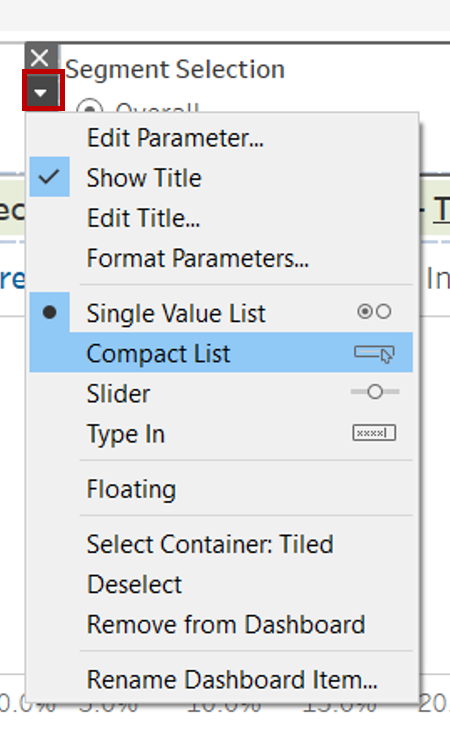 Segment Selection
Overall
Edit Parameter...
Show Title
ec
T
Edit Title...
Format Parameters...
re
In
Single Value List
Compact List
Slider
Type In
xxxx
Floating
Select Container: Tiled
Deselect
Remove from Dashboard
Rename Dashboard Item...
0.0% 5.0% 10.0% 15.0% 20.